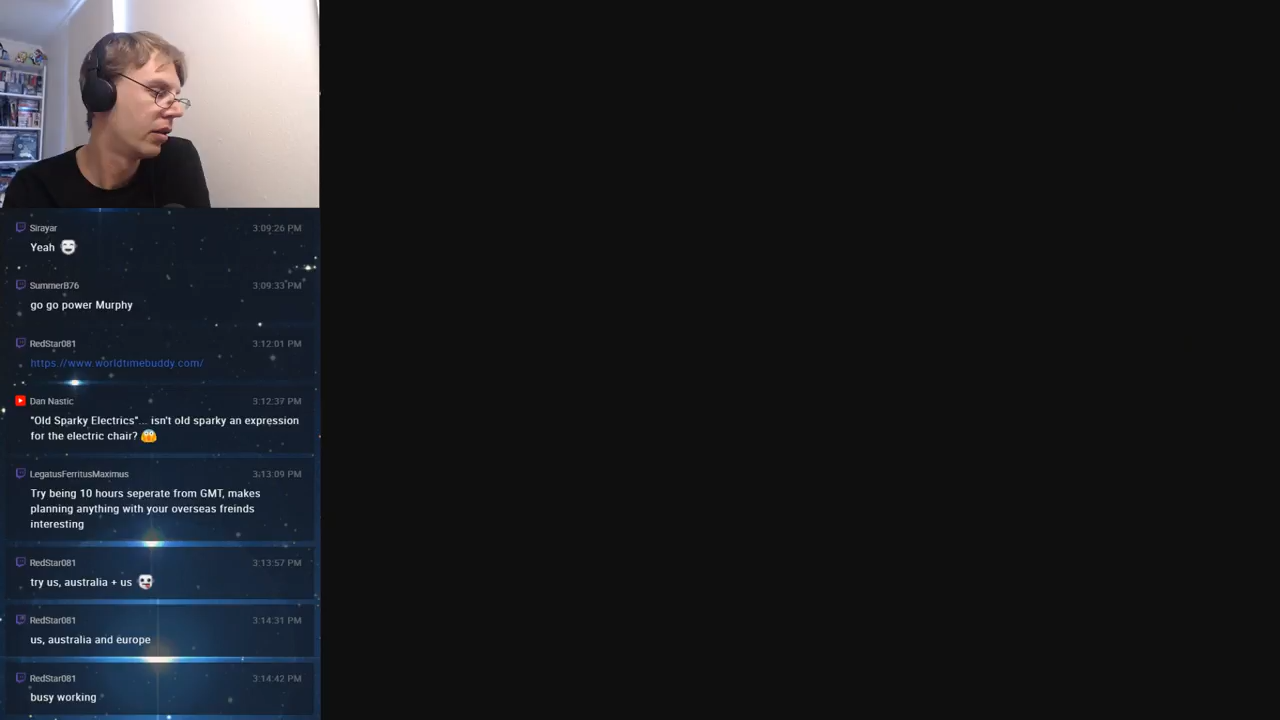 Sirayar 3:09:26 PM
Yeah
SummerB76 3:09:33 PM
go go power Murphy
RedStar081 3:12:01 PM
https://www.worldtimebuddy.com/
Dan Nastic 3:12:37 PM
"Old Sparky Electrics"... isn't old sparky an expression
for the electric chair?
LegatusFerritusMaximus 3:13:09 PM
Try being 10 hours seperate from GMT, makes
planning anything with your overseas freinds
interesting
RedStar081 3:13:57 PM
try us, australia + us
RedStar081 3:14:31 PM
us, australia and europe
RedStar081 3:14:42 PM
busy working